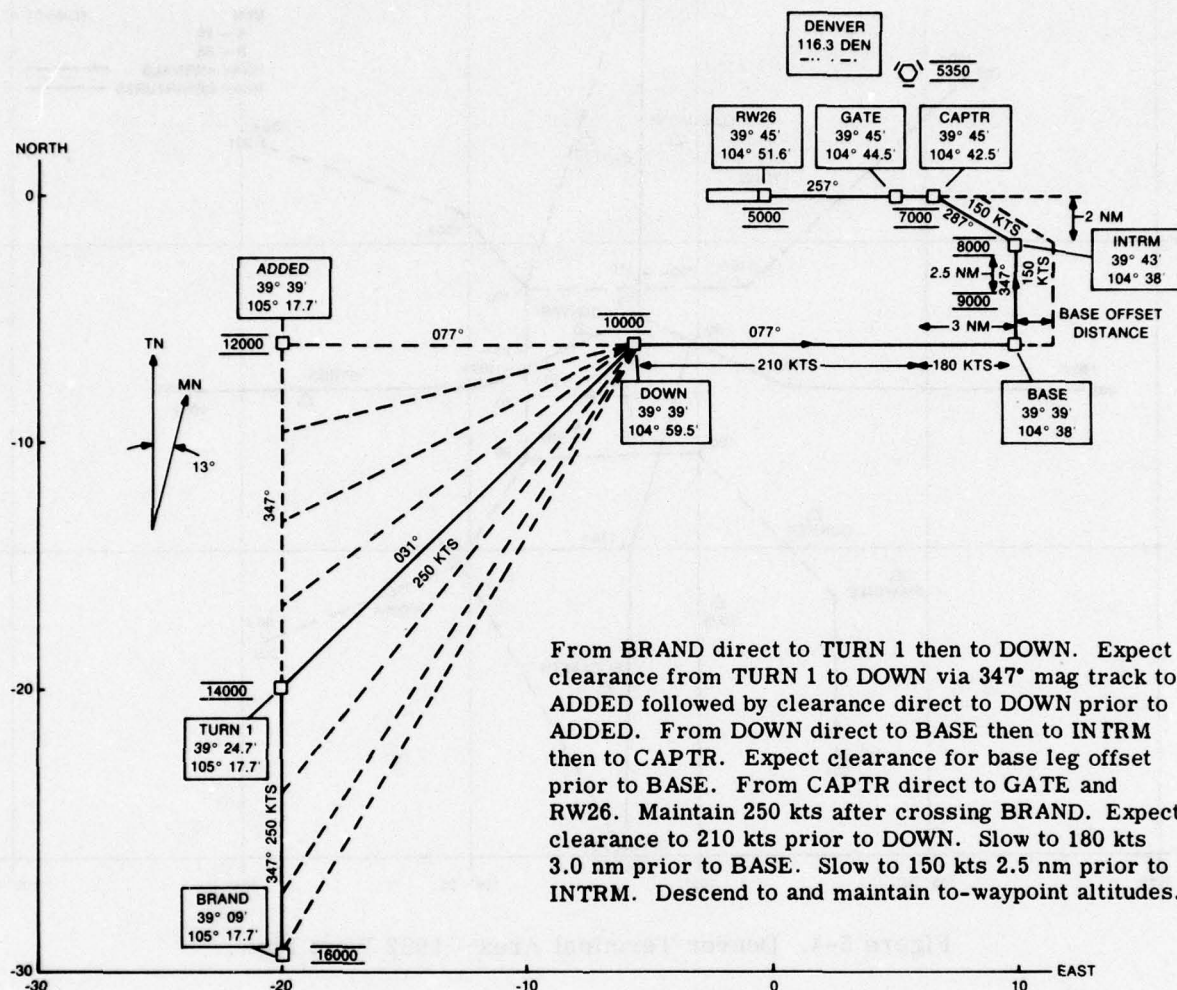 DENVER
116.3 DEN
5350
RW26
39° 45'
104° 51.6'
GATE
39° 45'
104° 44.5'
CAPTR
39° 45'
104° 42.5'
NORTH
0
257°
5000
7000
287°
150 KTS
2 NM
INTRM
39° 43'
104° 38'
8000
2.5 NM
9000
347°
150 KTS
BASE OFFSET
DISTANCE
3 NM
ADDED
39° 39'
105° 17.7'
12000
077°
10000
077°
210 KTS
180 KTS
DOWN
39° 39'
104° 59.5'
BASE
39° 39'
104° 38'
TN
MN
13°
-10
347°
031°
250 KTS
-20
14000
TURN 1
39° 24.7'
105° 17.7'
347° 250 KTS
BRAND
39° 09'
105° 17.7'
16000
From BRAND direct to TURN 1 then to DOWN. Expect
clearance from TURN 1 to DOWN via 347° mag track to
ADDED followed by clearance direct to DOWN prior to
ADDED. From DOWN direct to BASE then to INTRM
then to CAPTR. Expect clearance for base leg offset
prior to BASE. From CAPTR direct to GATE and
RW26. Maintain 250 kts after crossing BRAND. Expect
clearance to 210 kts prior to DOWN. Slow to 180 kts
3.0 nm prior to BASE. Slow to 150 kts 2.5 nm prior to
INTRM. Descend to and maintain to-waypoint altitudes.
-30
-20
-10
0
10
EAST